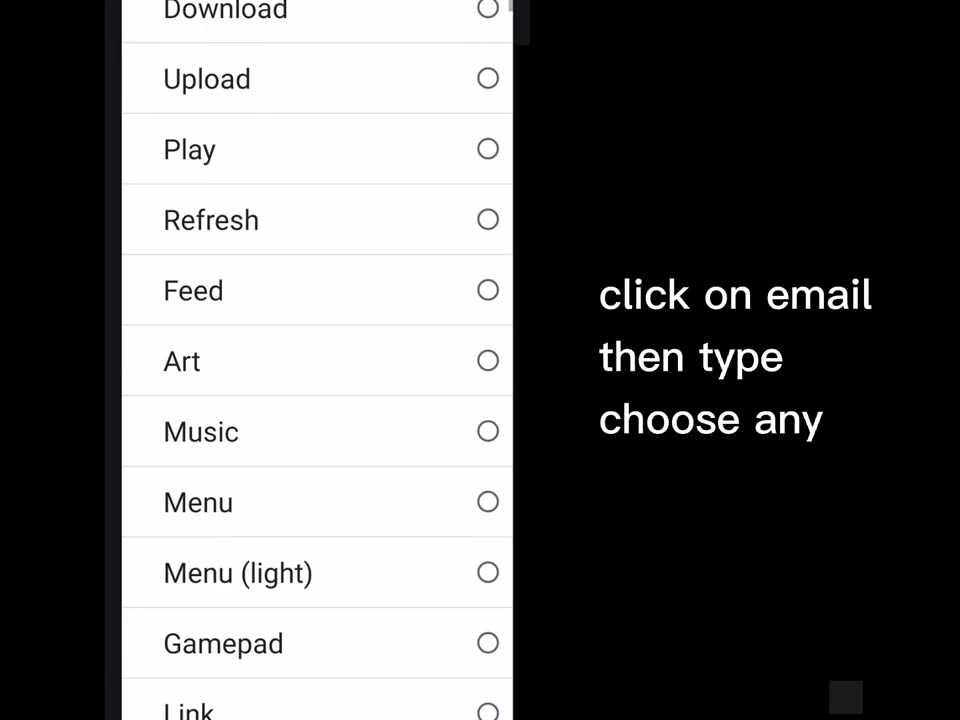 Download
Upload
Play
Refresh
Feed
Art
Music
Menu
Menu (light)
Gamepad
Link
click on email
then type
choose any